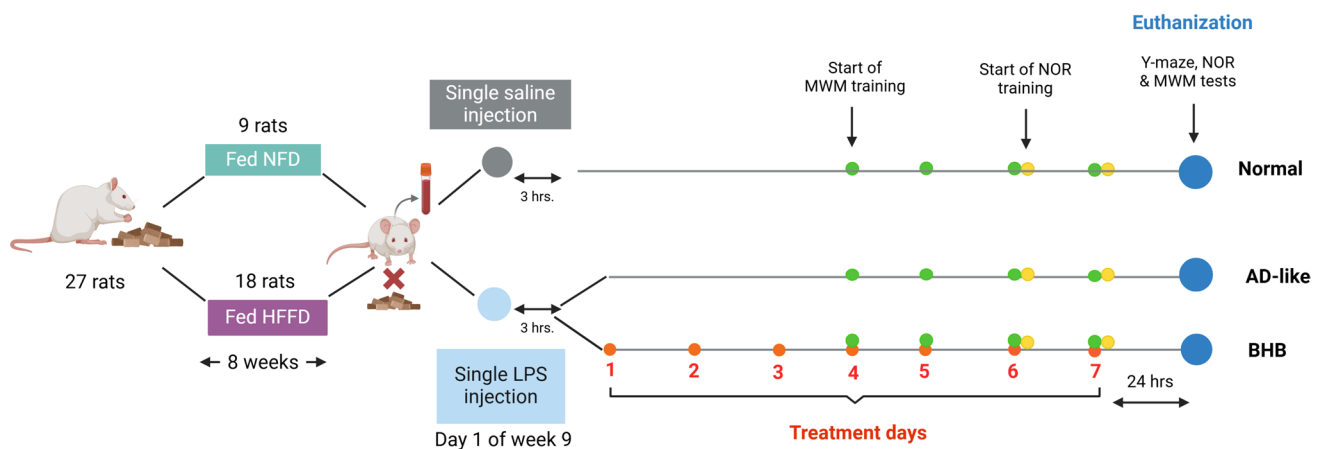 Euthanization
Start of
MWM training
Start of NOR
training
Y-maze, NOR
& MWM tests
Single saline
injection
9 rats
Fed NFD
3 hrs.
Normal
27 rats
18 rats
Fed HFFD
8 weeks
3 hrs.
AD-like
BHB
1 2 3 4 5 6 7
24 hrs
Single LPS
injection
Day 1 of week 9
Treatment days